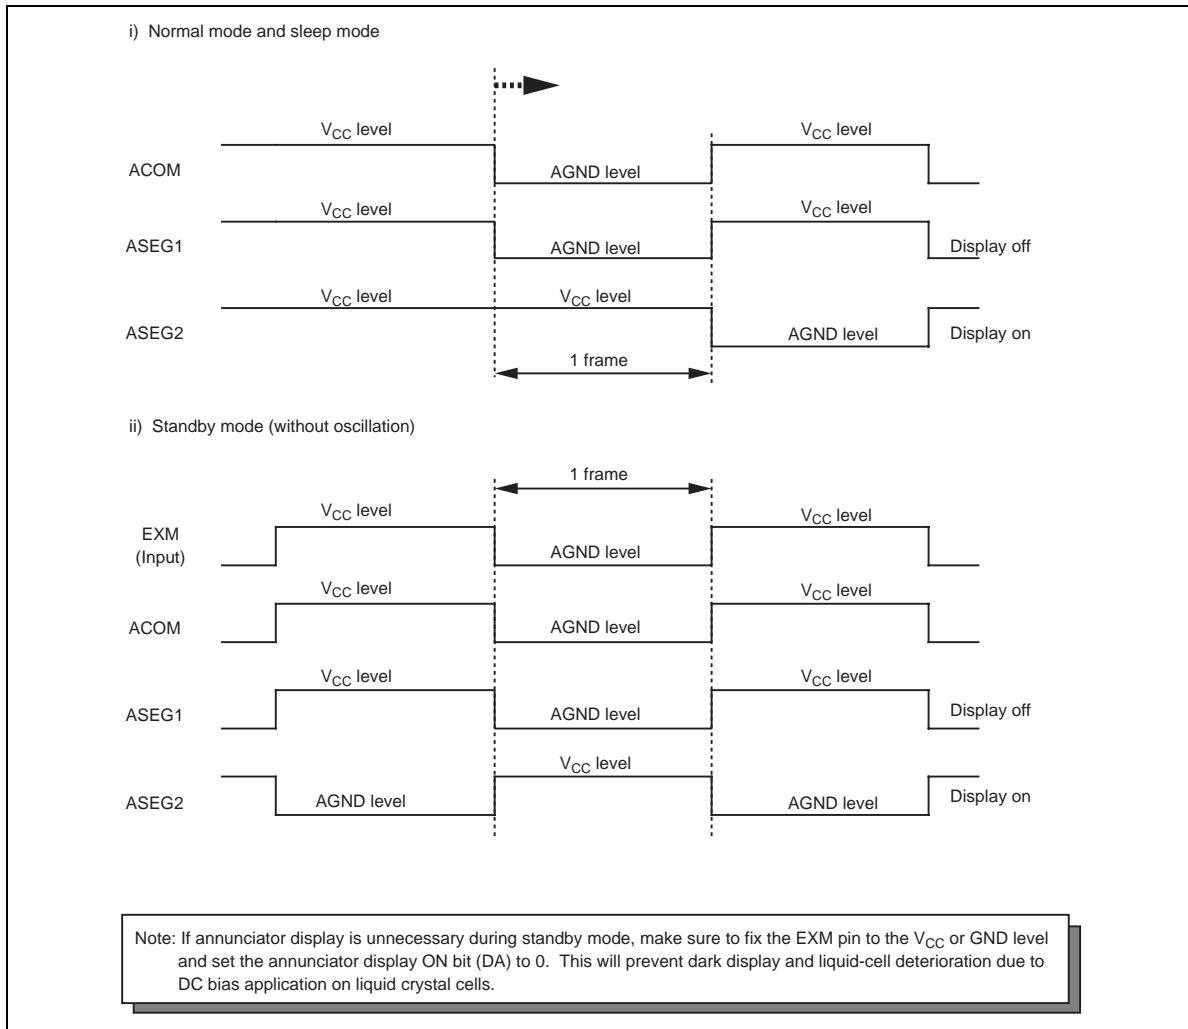 i) Normal mode and sleep mode
VCC level
VCC level
ACOM
AGND level
VCC level
VCC level
ASEG1
AGND level
Display off
VCC level
VCC level
ASEG2
AGND level
Display on
1 frame
ii) Standby mode (without oscillation)
1 frame
VCC level
VCC level
EXM
(Input)
AGND level
VCC level
VCC level
ACOM
AGND level
VCC level
VCC level
ASEG1
AGND level
Display off
VCC level
ASEG2
AGND level
AGND level
Display on
Note: If annunciator display is unnecessary during standby mode, make sure to fix the EXM pin to the VCC or GND level
and set the annunciator display ON bit (DA) to 0. This will prevent dark display and liquid-cell deterioration due to
DC bias application on liquid crystal cells.